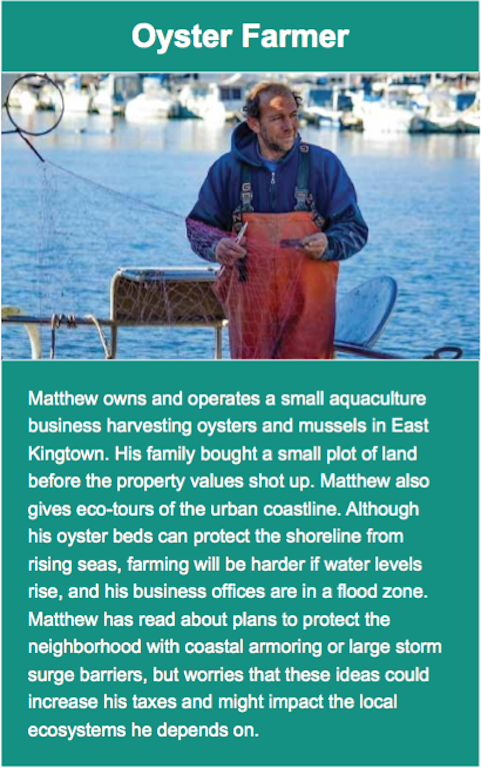 Oyster Farmer
Matthew owns and operates a small aquaculture
business harvesting oysters and mussels in East
Kingtown. His family bought a small plot of land
before the property values shot up. Matthew also
gives eco-tours of the urban coastline. Although
his oyster beds can protect the shoreline from
rising seas, farming will be harder if water levels
rise, and his business offices are in a flood zone.
Matthew has read about plans to protect the
neighborhood with coastal armoring or large storm
surge barriers, but worries that these ideas could
increase his taxes and might impact the local
ecosystems he depends on.